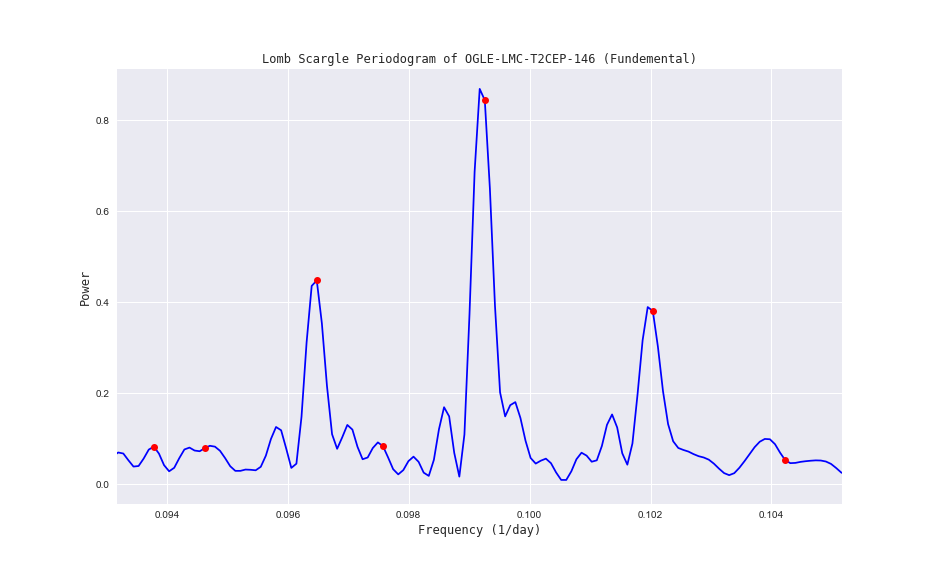 Lomb Scargle Periodogram of OGLE-LMC-T2CEP-146 (Fundemental)
0.8
0.6
0.4
0.2
0.0
Power
0.094 0.096 0.098 0.100 0.102 0.104
Frequency (1/day)